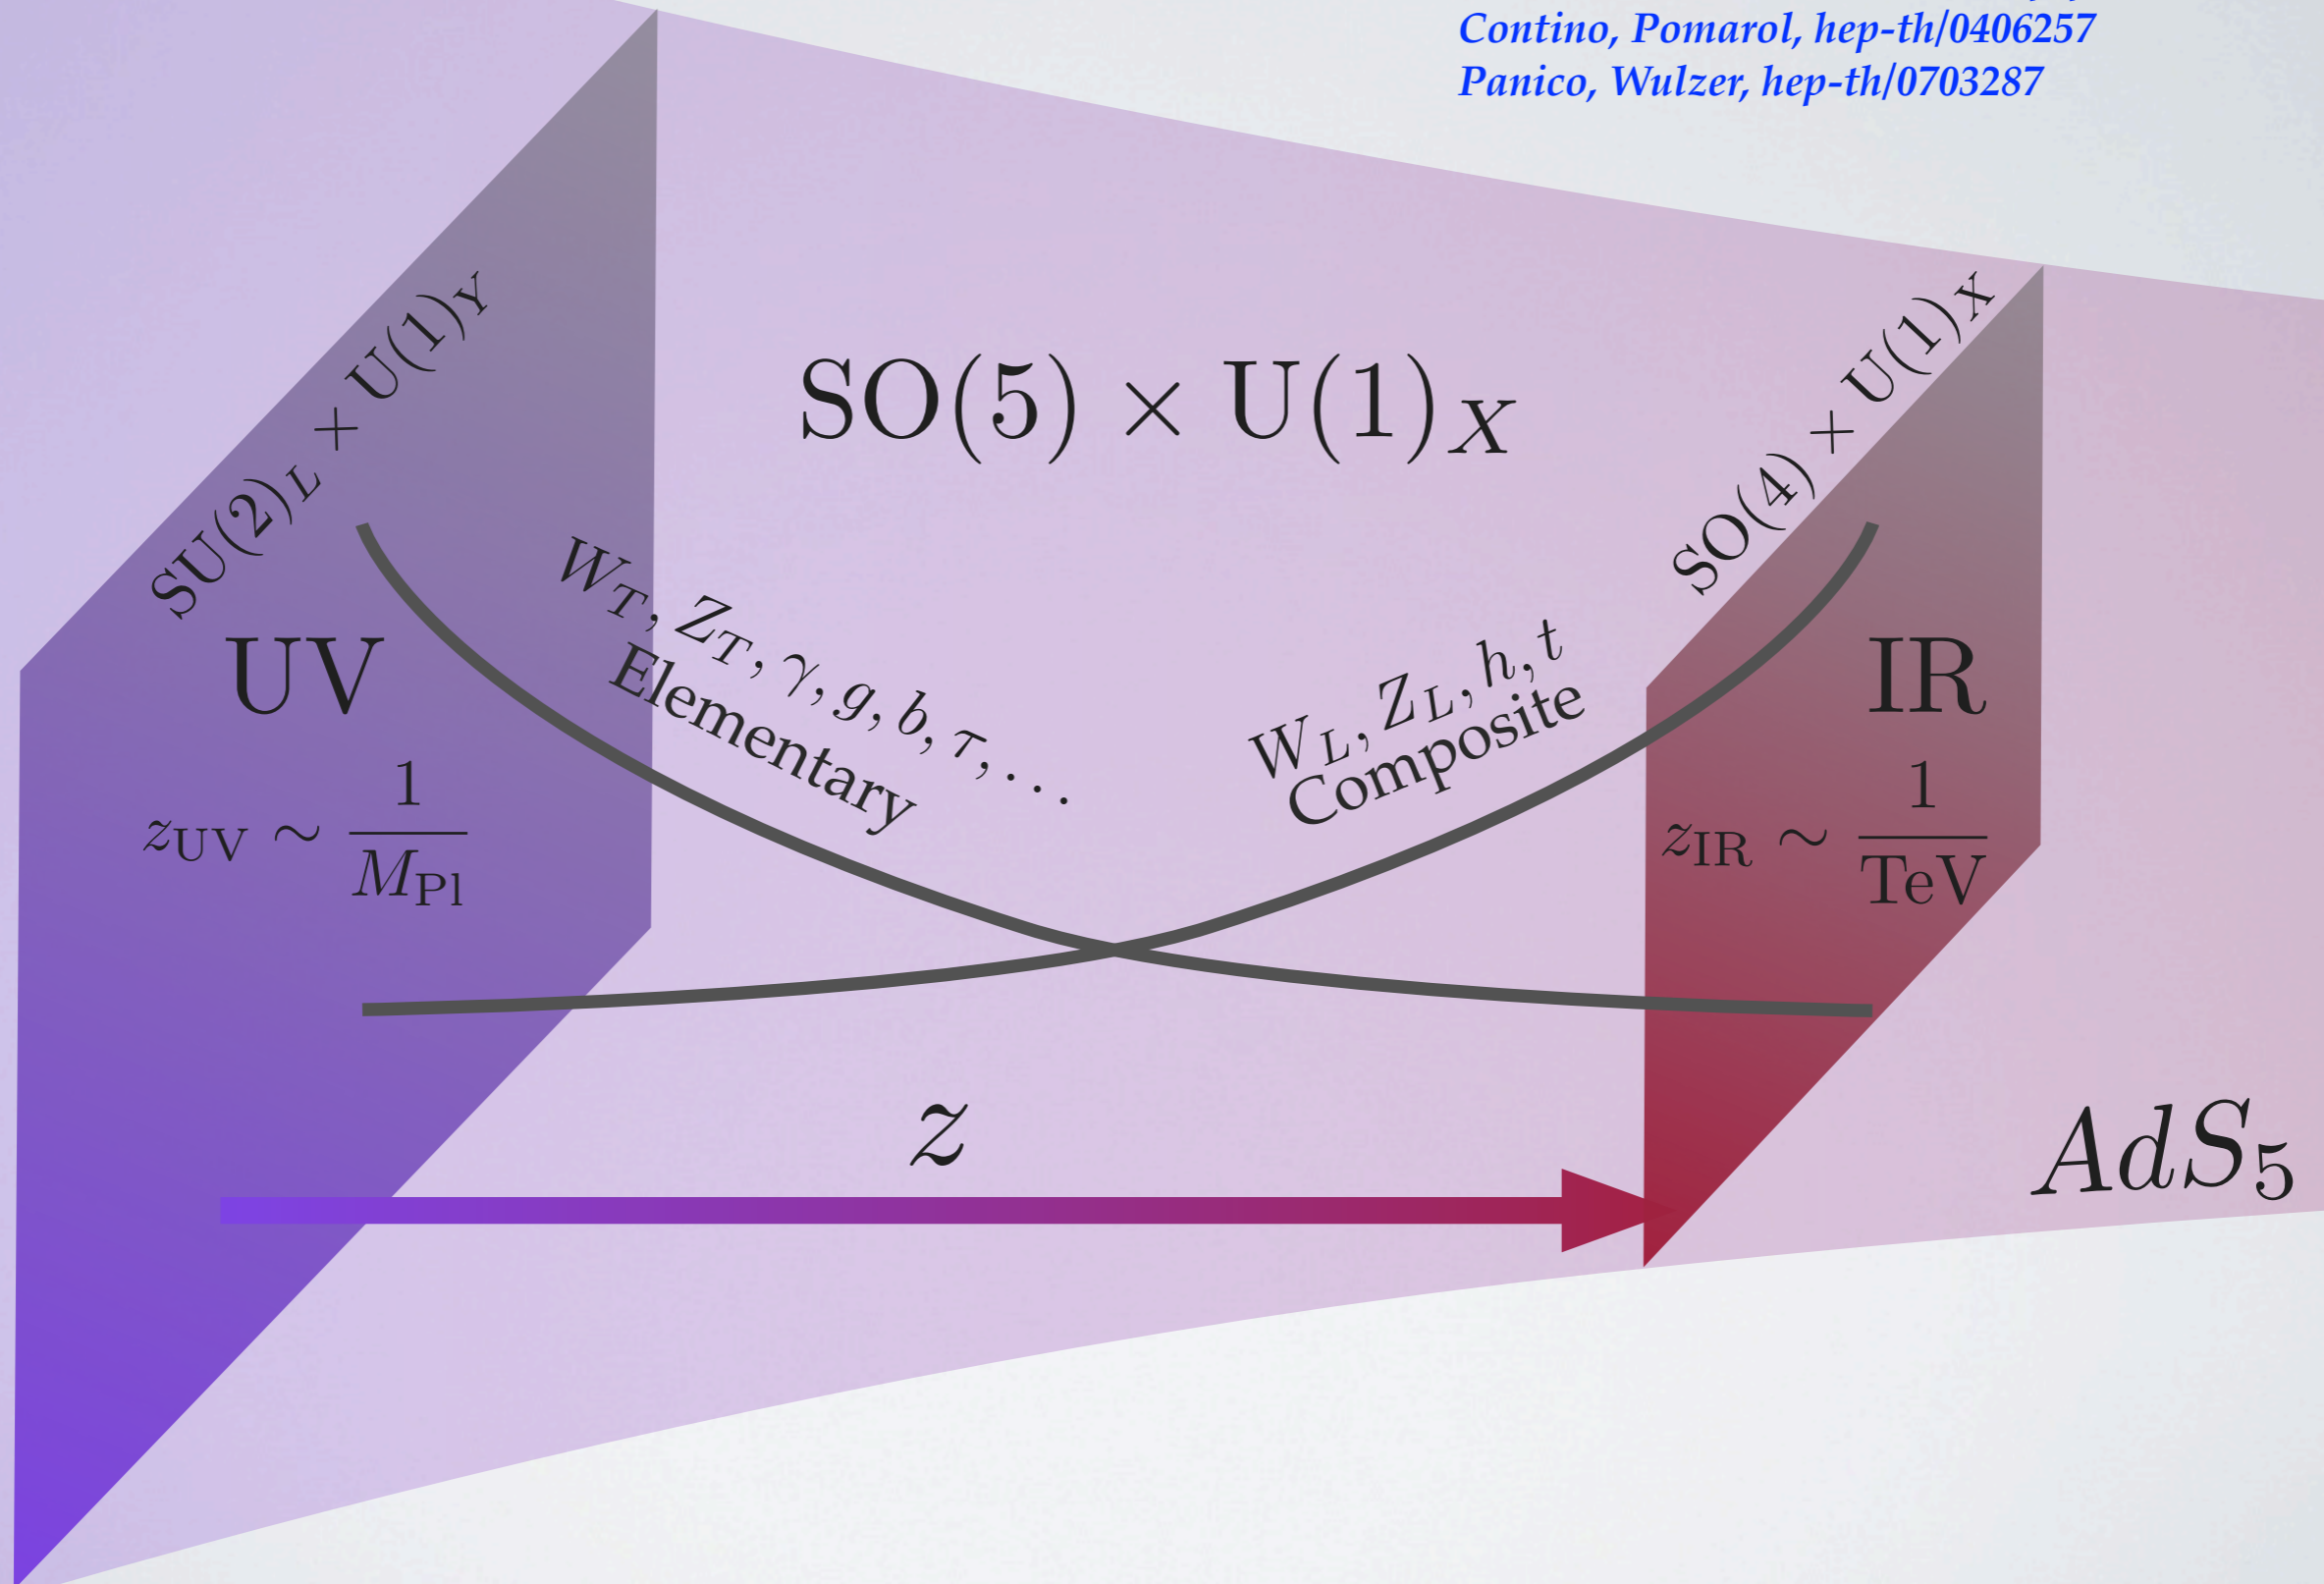 Contino, Pomarol, hep-th/0406257
Panico, Wulzer, hep-th/0703287
SU(2)_L × U(1)_Y
SO(5) × U(1)_X
SO(4) × U(1)_X
UV
z_UV ~ 1/M_Pl
W_T, Z_T, γ, g, b, τ, …
Elementary
W_L, Z_L, h, t
Composite
IR
z_IR ~ 1/TeV
z
AdS_5